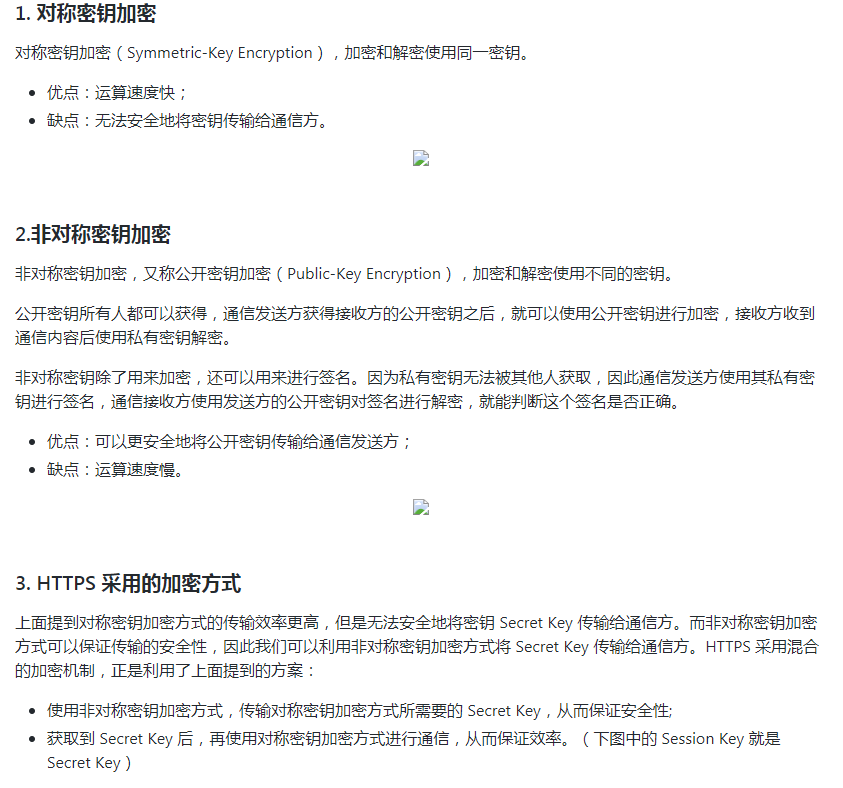 1. 对称密钥加密
对称密钥加密（Symmetric-Key Encryption），加密和解密使用同一密钥。
• 优点：运算速度快；
• 缺点：无法安全地将密钥传输给通信方。
2.非对称密钥加密
非对称密钥加密，又称公开密钥加密（Public-Key Encryption），加密和解密使用不同的密钥。
公开密钥所有人都可以获得，通信发送方获得接收方的公开密钥之后，就可以使用公开密钥进行加密，接收方收到
通信内容后使用私有密钥解密。
非对称密钥除了用来加密，还可以用来进行签名。因为私有密钥无法被其他人获取，因此通信发送方使用其私有密
钥进行签名，通信接收方使用发送方的公开密钥对签名进行解密，就能判断这个签名是否正确。
• 优点：可以更安全地将公开密钥传输给通信发送方；
• 缺点：运算速度慢。
3. HTTPS 采用的加密方式
上面提到对称密钥加密方式的传输效率更高，但是无法安全地将密钥 Secret Key 传输给通信方。而非对称密钥加密
方式可以保证传输的安全性，因此我们可以利用非对称密钥加密方式将 Secret Key 传输给通信方。HTTPS 采用混合
的加密机制，正是利用了上面提到的方案：
• 使用非对称密钥加密方式，传输对称密钥加密方式所需要的 Secret Key，从而保证安全性;
• 获取到 Secret Key 后，再使用对称密钥加密方式进行通信，从而保证效率。（下图中的 Session Key 就是
Secret Key）